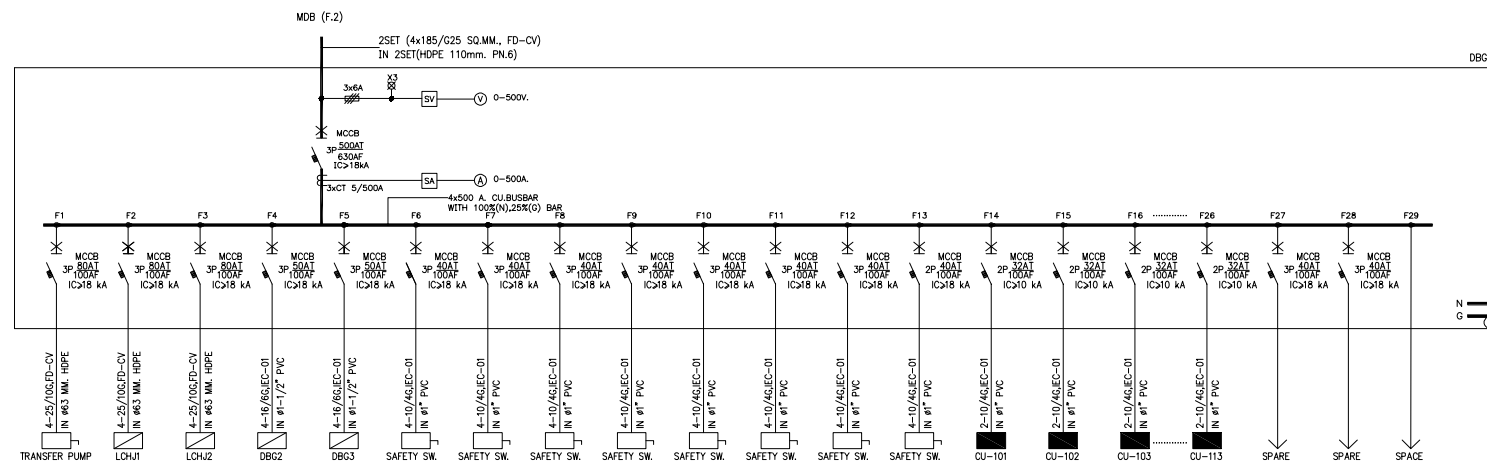 MDB (F.2)
2SET (4x185/G25 SQ.MM., FD-CV)
IN 2SET(HDPE 110mm. PN.6)
DBG
X3
3x6A
SV
V
0-500V.
MCCB
3P 500AT
630AF
IC>18kA
SA
A
0-500A.
3xCT 5/500A
4x500 A. CU.BUSBAR
WITH 100%(N),25%(G) BAR
F1 F2 F3 F4 F5 F6 F7 F8 F9 F10 F11 F12 F13 F14 F15 F16 ............ F26 F27 F28 F29
MCCB MCCB MCCB MCCB MCCB MCCB MCCB MCCB MCCB MCCB MCCB MCCB MCCB MCCB MCCB MCCB MCCB MCCB MCCB
3P 80AT 3P 80AT 3P 80AT 3P 50AT 3P 50AT 3P 40AT 3P 40AT 3P 40AT 3P 40AT 3P 40AT 3P 40AT 3P 40AT 2P 40AT 2P 32AT 2P 32AT 2P 32AT 2P 32AT 3P 40AT 3P 40AT
100AF 100AF 100AF 100AF 100AF 100AF 100AF 100AF 100AF 100AF 100AF 100AF 100AF 100AF 100AF 100AF 100AF 100AF 100AF
IC>18 kA IC>18 kA IC>18 kA IC>18 kA IC>18 kA IC>18 kA IC>18 kA IC>18 kA IC>18 kA IC>18 kA IC>18 kA IC>18 kA IC>18 kA IC>10 kA IC>10 kA IC>10 kA IC>10 kA IC>18 kA IC>18 kA
N
G
4-25/10G,FD-CV
IN ø63 MM. HDPE
4-25/10G,FD-CV
IN ø63 MM. HDPE
4-25/10G,FD-CV
IN ø63 MM. HDPE
4-16/6G,IEC-01
IN ø1-1/2" PVC
4-16/6G,IEC-01
IN ø1-1/2" PVC
4-10/4G,IEC-01
IN ø1" PVC
4-10/4G,IEC-01
IN ø1" PVC
4-10/4G,IEC-01
IN ø1" PVC
4-10/4G,IEC-01
IN ø1" PVC
4-10/4G,IEC-01
IN ø1" PVC
4-10/4G,IEC-01
IN ø1" PVC
4-10/4G,IEC-01
IN ø1" PVC
4-10/4G,IEC-01
IN ø1" PVC
2-10/4G,IEC-01
IN ø1" PVC
2-10/4G,IEC-01
IN ø1" PVC
2-10/4G,IEC-01
IN ø1" PVC
2-10/4G,IEC-01
IN ø1" PVC
TRANSFER PUMP LCHJ1 LCHJ2 DBG2 DBG3 SAFETY SW. SAFETY SW. SAFETY SW. SAFETY SW. SAFETY SW. SAFETY SW. SAFETY SW. SAFETY SW. CU-101 CU-102 CU-103 ............ CU-113 SPARE SPARE SPACE